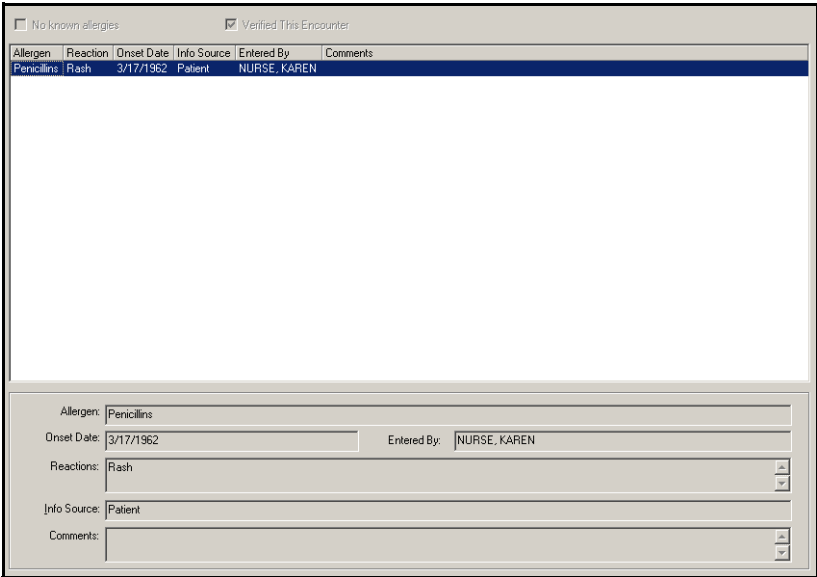 No known allergies Verified This Encounter
Allergen Reaction Onset Date Info Source Entered By Comments
Penicillins Rash 3/17/1962 Patient NURSE, KAREN
Allergen: Penicillins
Onset Date: 3/17/1962 Entered By: NURSE, KAREN
Reactions: Rash
Info Source: Patient
Comments: